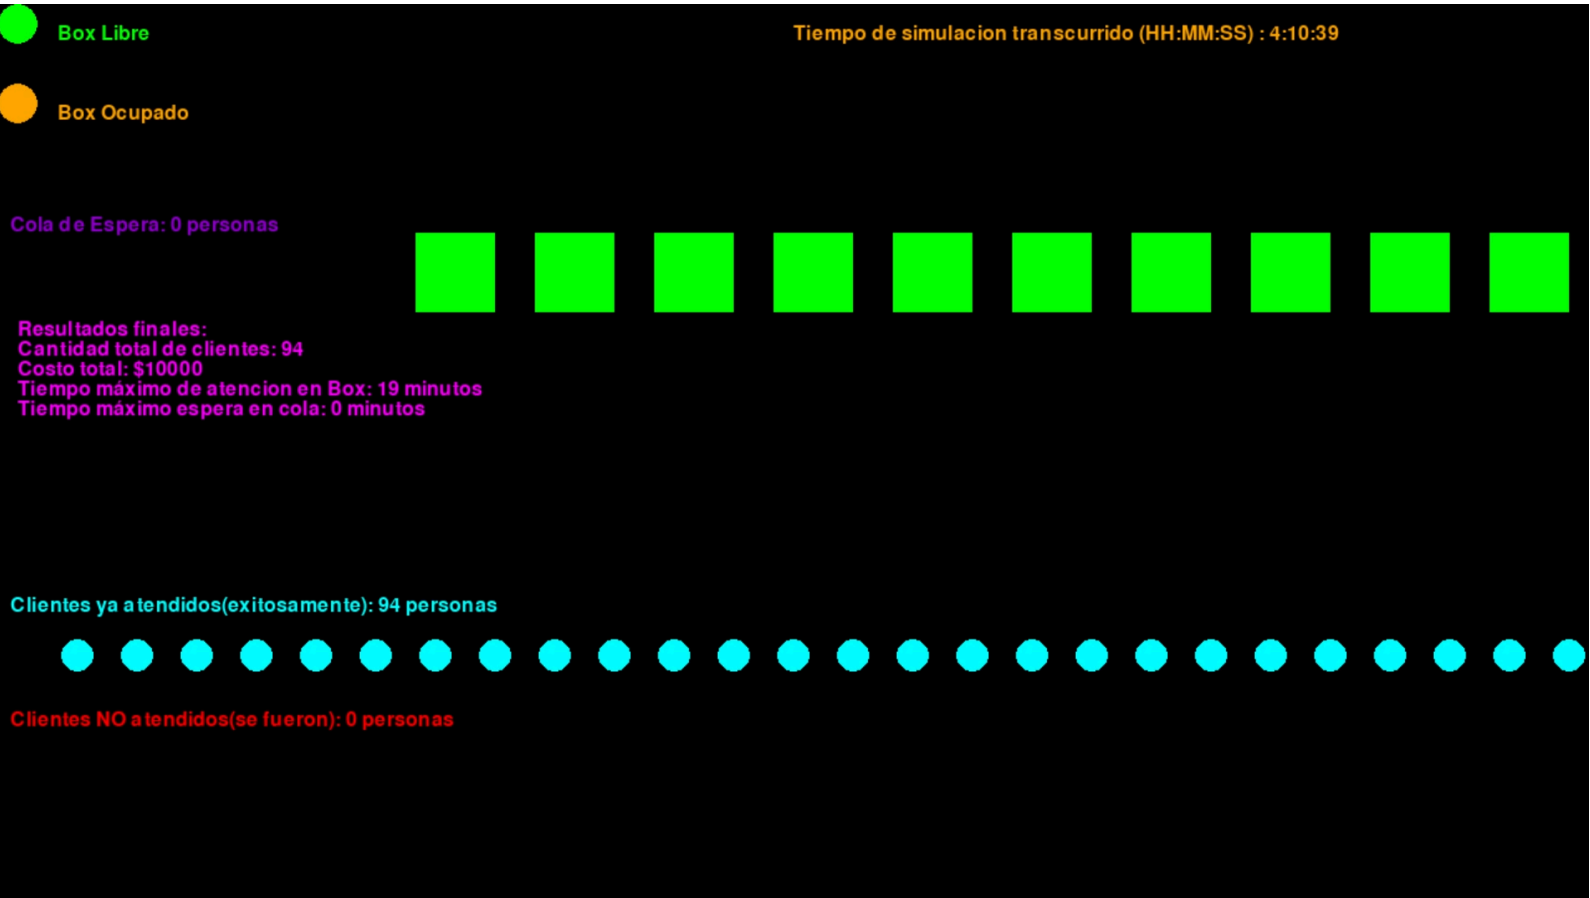 Box Libre
Tiempo de simulacion transcurrido (HH:MM:SS) : 4:10:39
Box Ocupado
Cola de Espera: 0 personas
Resultados finales:
Cantidad total de clientes: 94
Costo total: $10000
Tiempo máximo de atencion en Box: 19 minutos
Tiempo máximo espera en cola: 0 minutos
Clientes ya atendidos(exitosamente): 94 personas
Clientes NO atendidos(se fueron): 0 personas